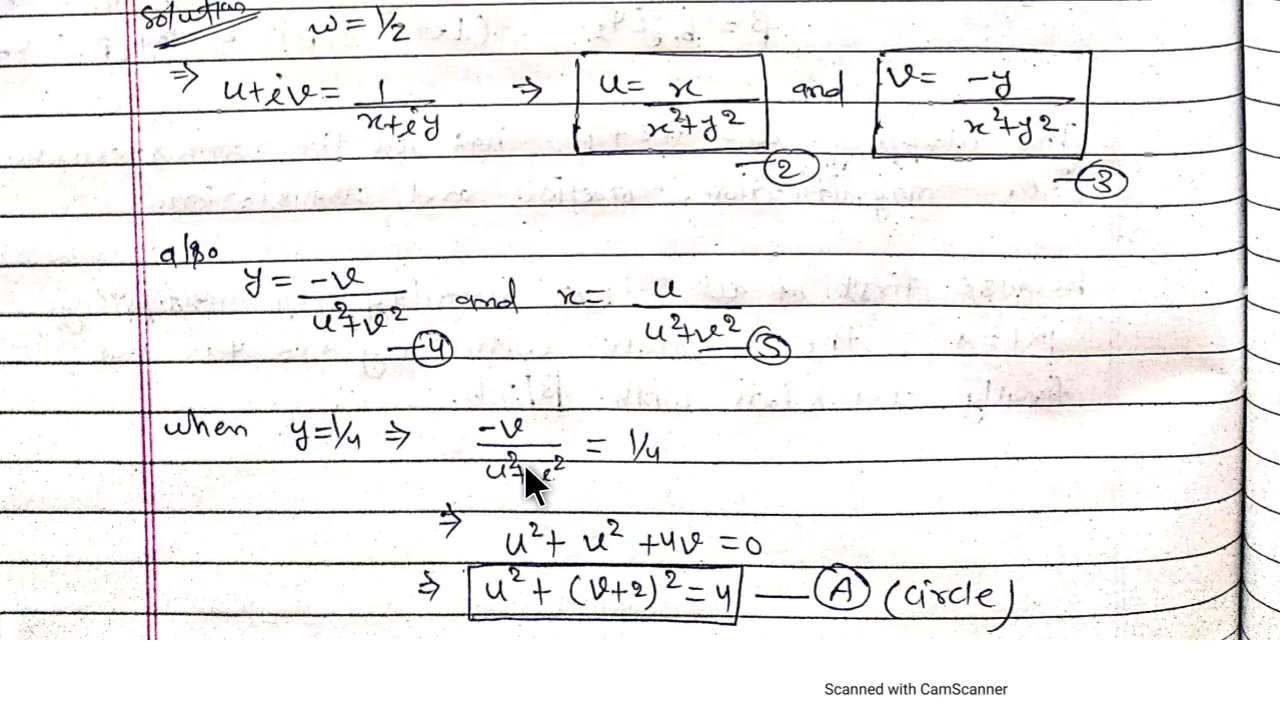 Solution w = 1/2
⇒ u+iv = 1/(x+iy) ⇒ u = x/(x²+y²) —② and v = -y/(x²+y²) —③
also
y = -v/(u²+v²) —④ and x = u/(u²+v²) —⑤
when y=1/4 ⇒ -v/(u²+v²) = 1/4
⇒ u²+ u² +4v = 0
⇒ u² + (v+2)² = 4 — Ⓐ (circle)
Scanned with CamScanner